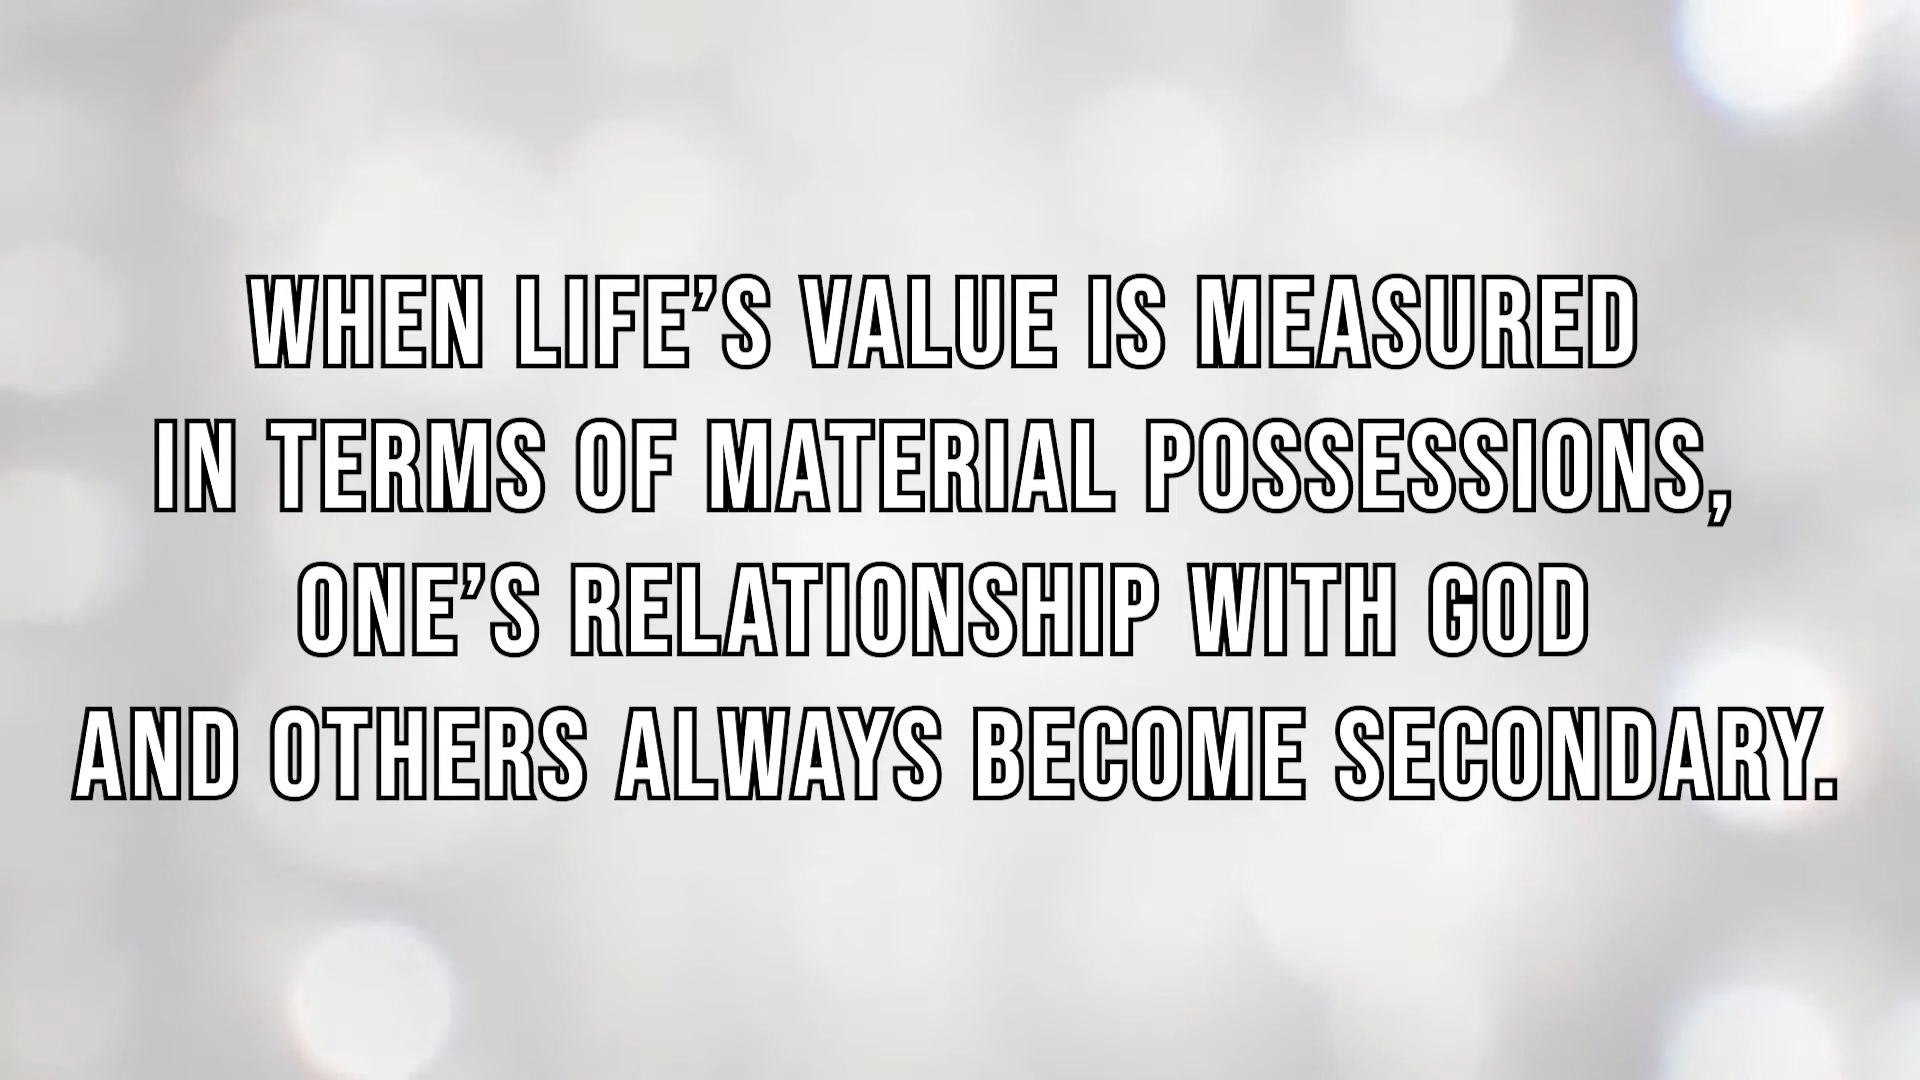 WHEN LIFE’S VALUE IS MEASURED
IN TERMS OF MATERIAL POSSESSIONS,
ONE’S RELATIONSHIP WITH GOD
AND OTHERS ALWAYS BECOME SECONDARY.